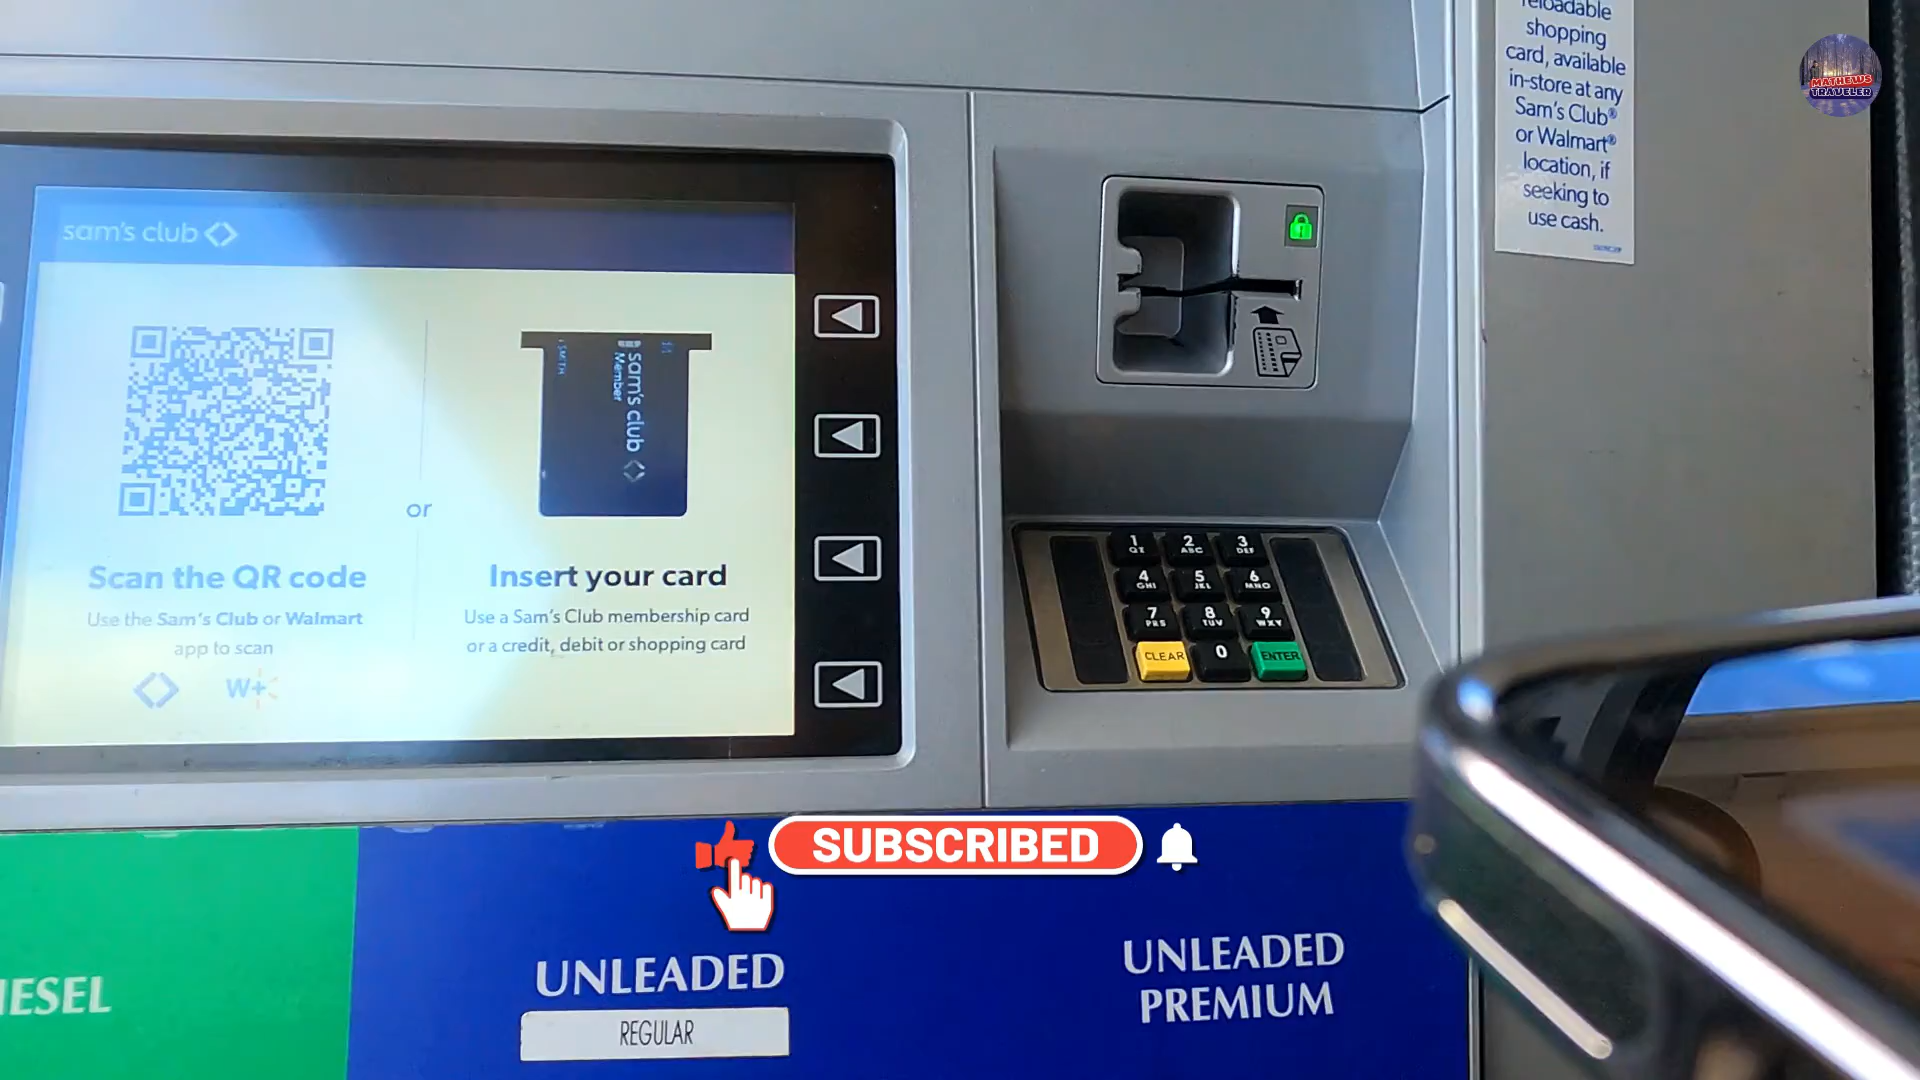 reloadable
shopping
card, available
in-store at any
Sam's Club®
or Walmart®
location, if
seeking to
use cash.
MATHEWS
TRAVELER
sam's club
sam's club
Member
SMITH
or
Scan the QR code
Use the Sam's Club or Walmart
app to scan
W+
Insert your card
Use a Sam's Club membership card
or a credit, debit or shopping card
1 QZ
2 ABC
3 DEF
4 GHI
5 JKL
6 MNO
7 PRS
8 TUV
9 WXY
CLEAR
0
ENTER
SUBSCRIBED
IESEL
UNLEADED
REGULAR
UNLEADED
PREMIUM